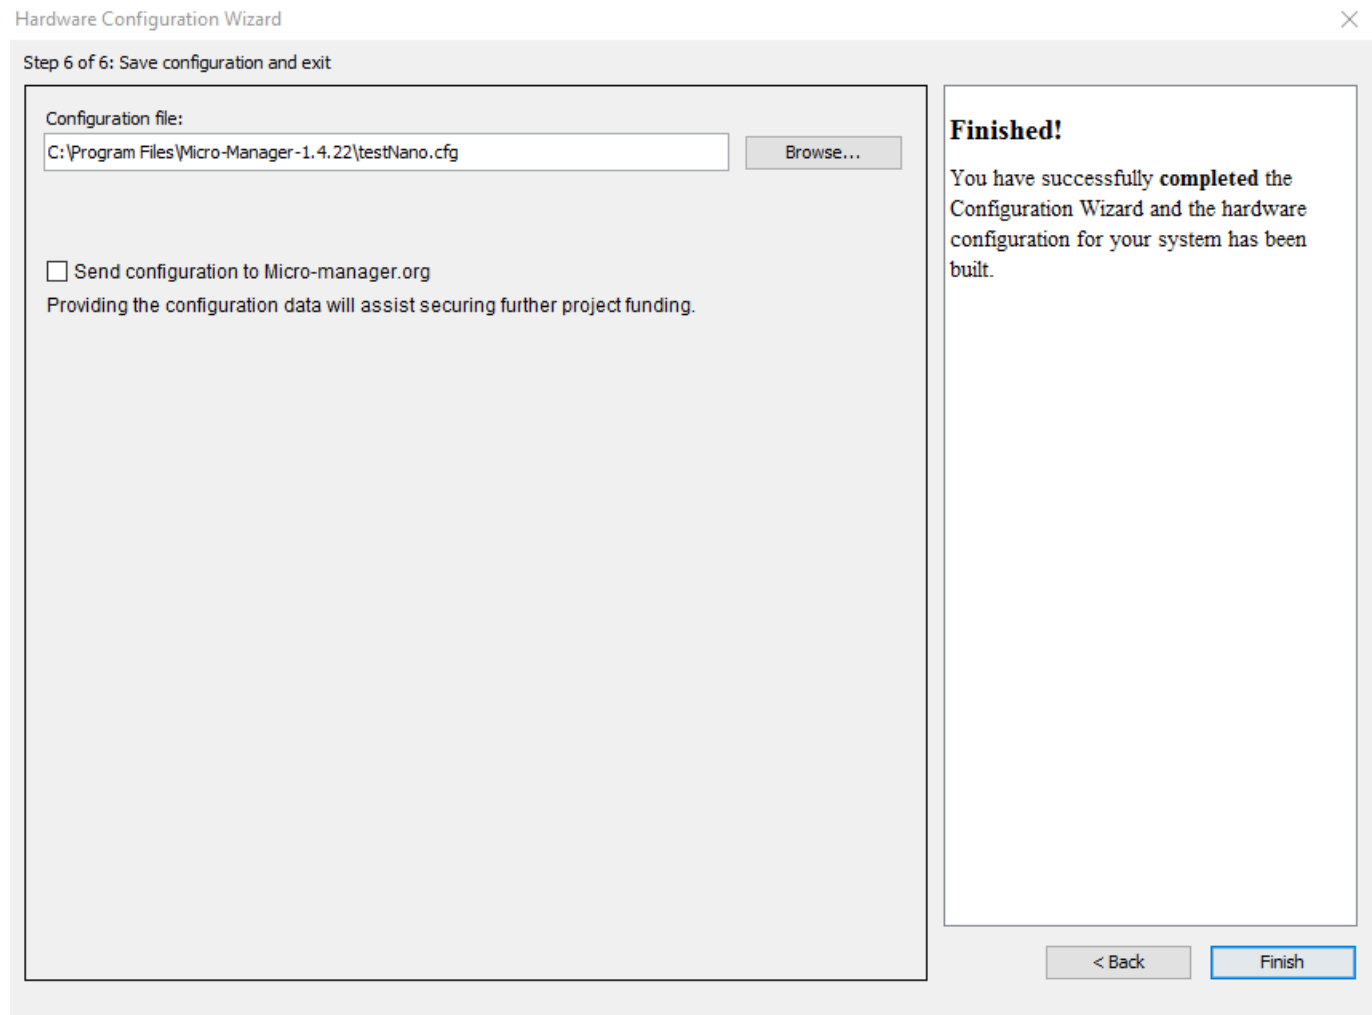 Hardware Configuration Wizard
Step 6 of 6: Save configuration and exit
Configuration file:
C:\Program Files\Micro-Manager-1.4.22\testNano.cfg
Browse...
Send configuration to Micro-manager.org
Providing the configuration data will assist securing further project funding.
Finished!
You have successfully completed the
Configuration Wizard and the hardware
configuration for your system has been
built.
< Back
Finish